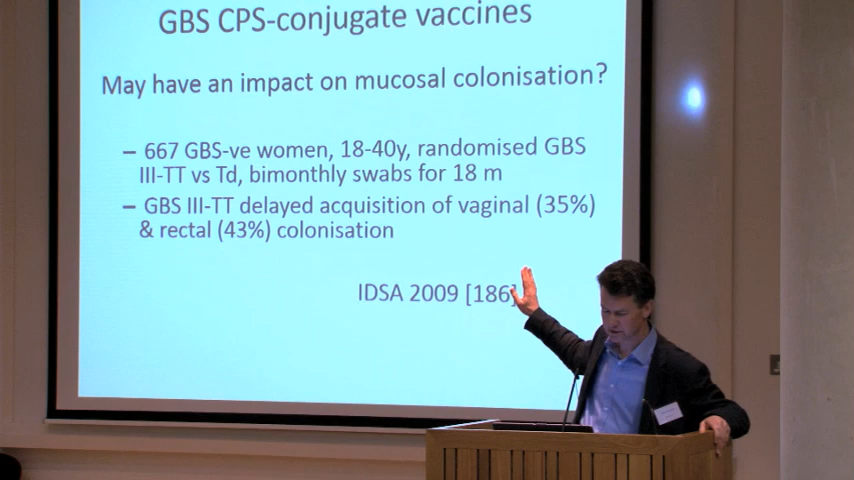 GBS CPS-conjugate vaccines
May have an impact on mucosal colonisation?
– 667 GBS-ve women, 18-40y, randomised GBS
III-TT vs Td, bimonthly swabs for 18 m
– GBS III-TT delayed acquisition of vaginal (35%)
& rectal (43%) colonisation
IDSA 2009 [186]